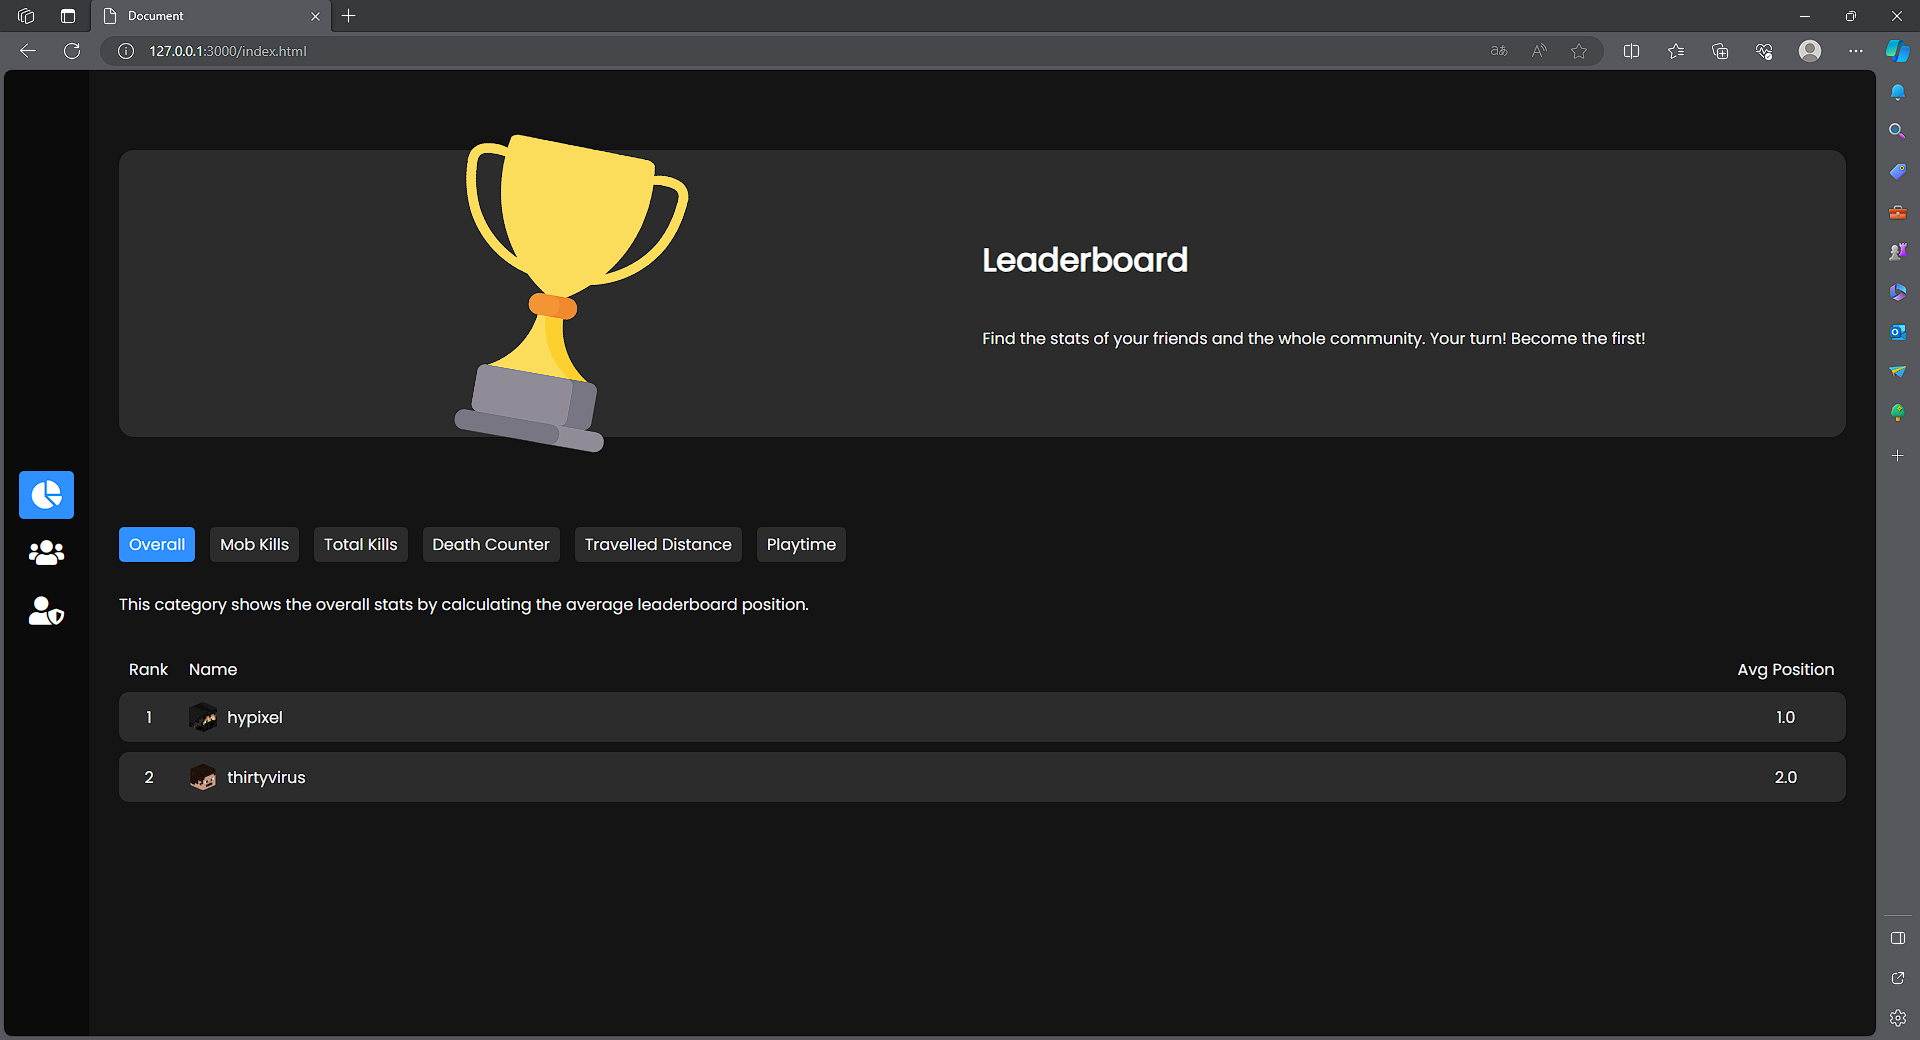 Document
127.0.0.1:3000/index.html
Leaderboard
Find the stats of your friends and the whole community. Your turn! Become the first!
Overall Mob Kills Total Kills Death Counter Travelled Distance Playtime
This category shows the overall stats by calculating the average leaderboard position.
Rank Name Avg Position
1 hypixel 1.0
2 thirtyvirus 2.0